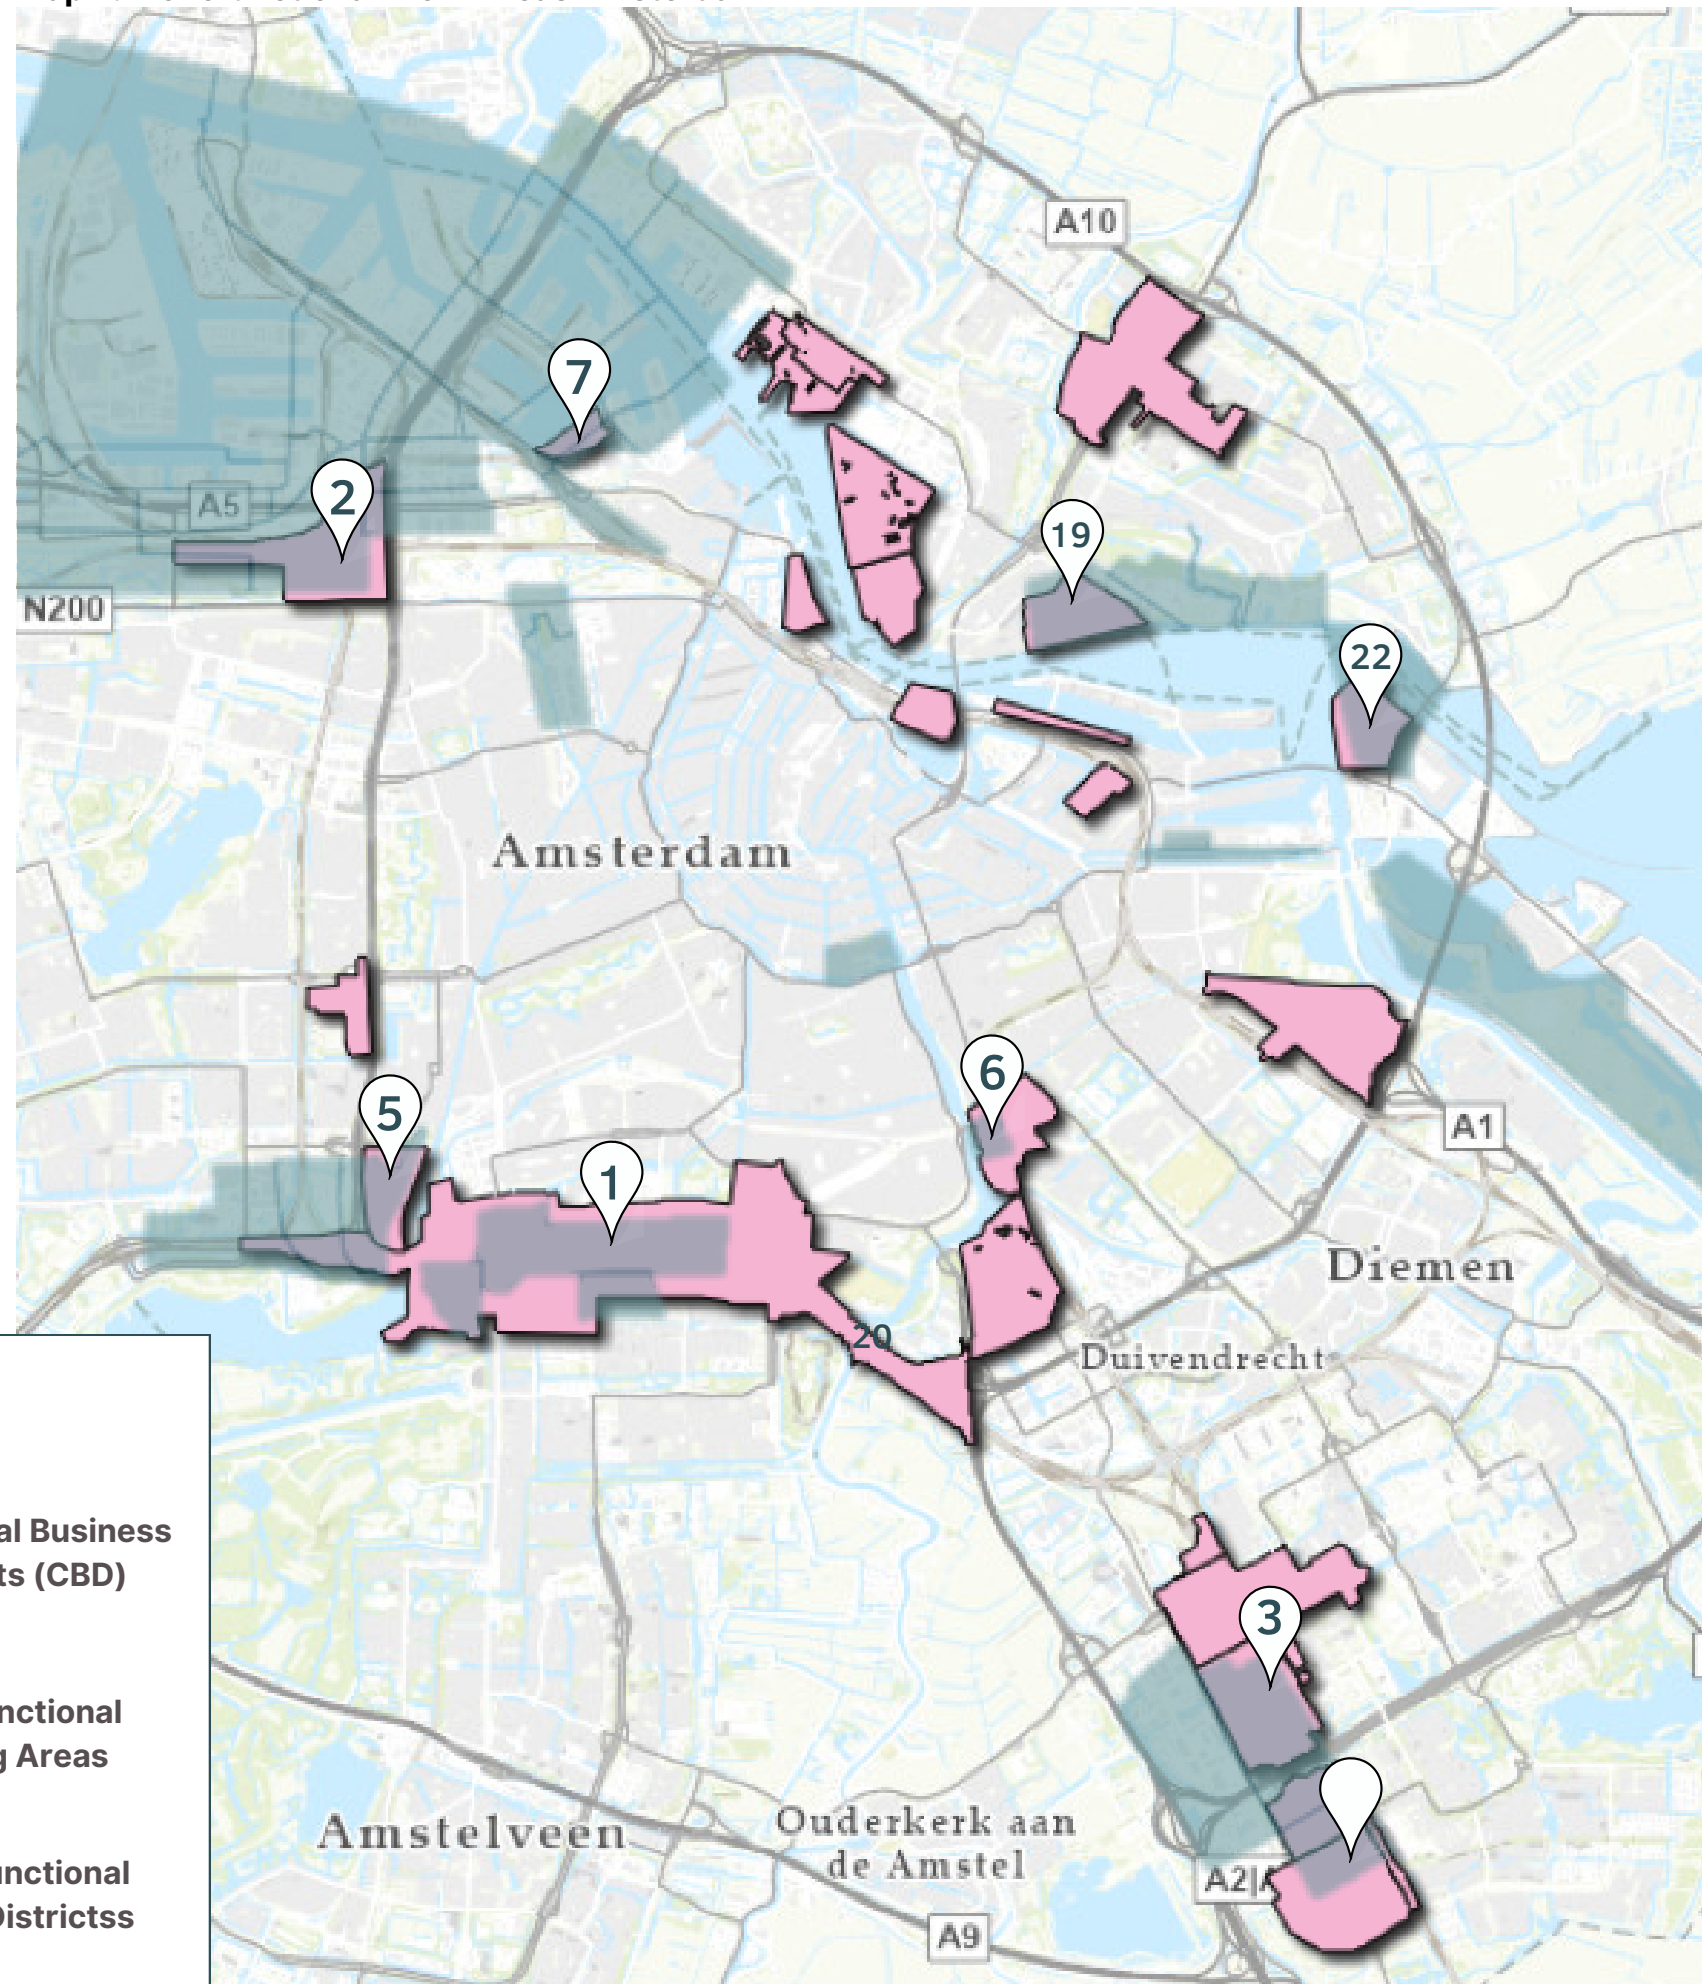 A10
7
2
A5
19
N200
22
Amsterdam
6
5
A1
1
Diemen
20
Duivendrecht
al Business
ts (CBD)
3
nctional
g Areas
Amstelveen
Ouderkerk aan
de Amstel
unctional
Districtss
A2|A
A9